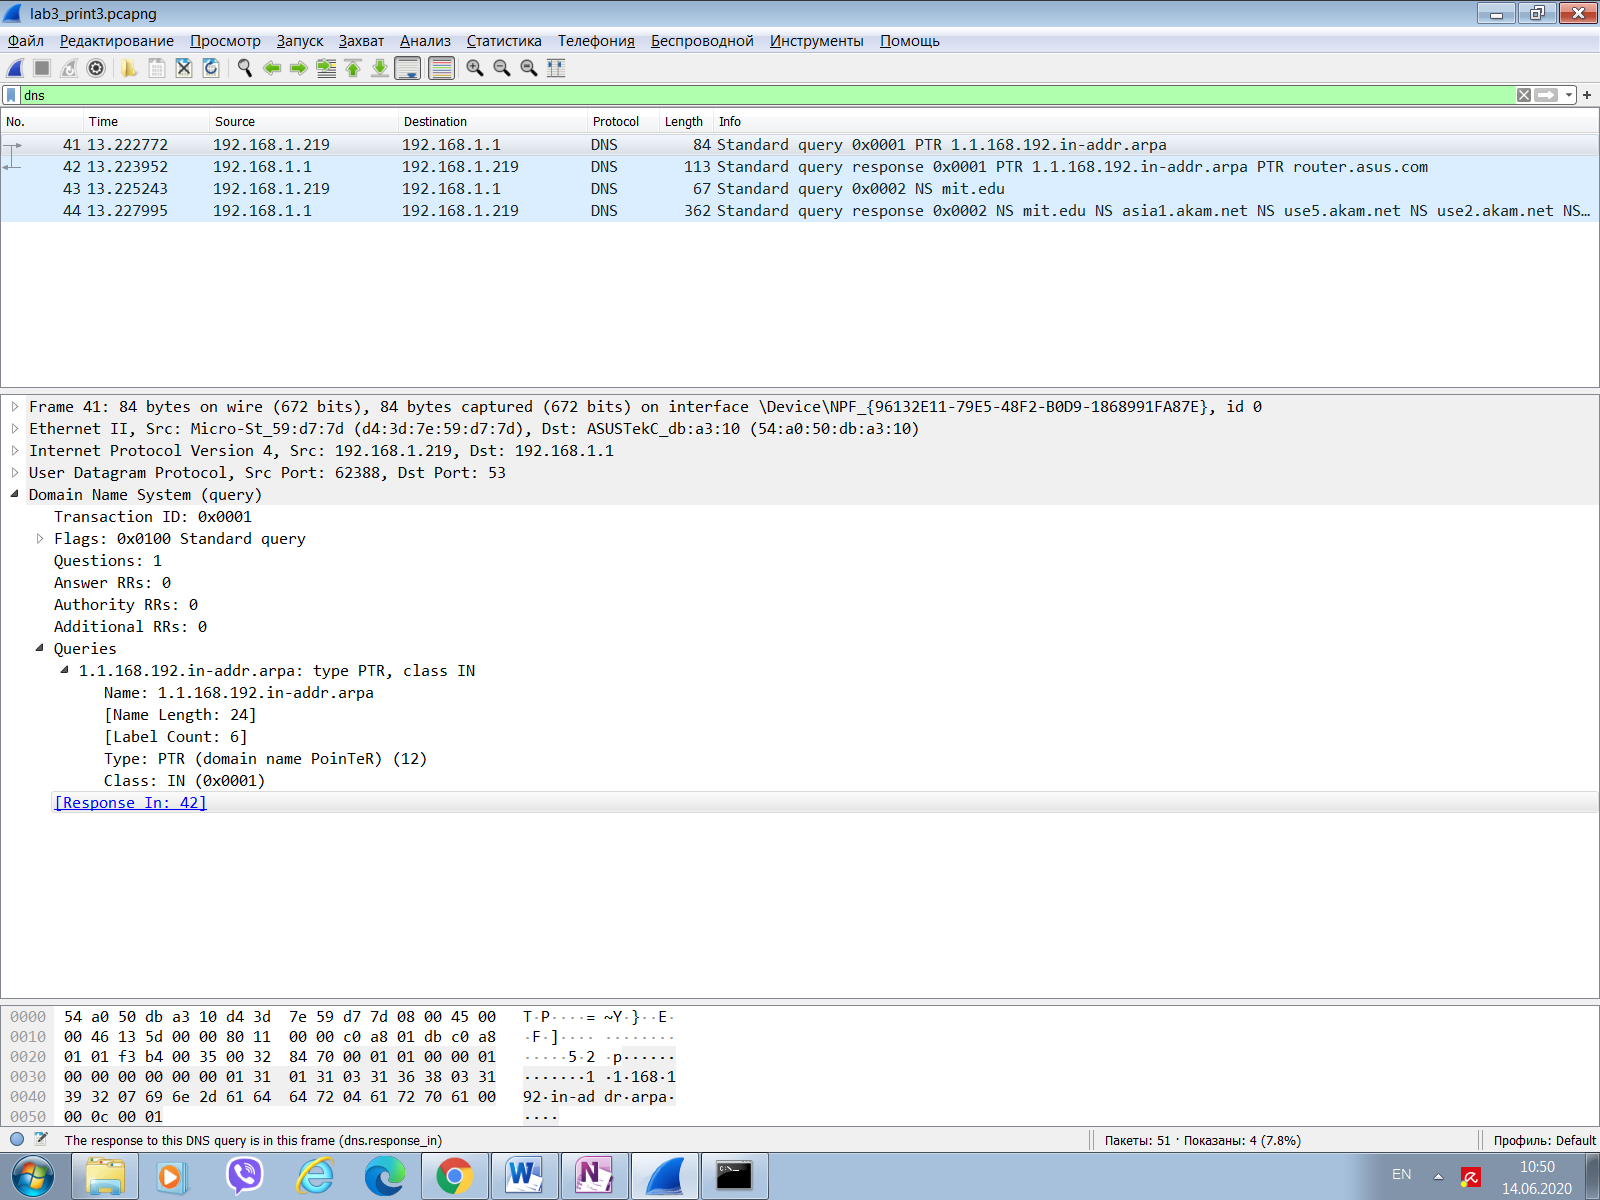 lab3_print3.pcapng
Файл Редактирование Просмотр Запуск Захват Анализ Статистика Телефония Беспроводной Инструменты Помощь
dns
No. Time Source Destination Protocol Length Info
41 13.222772 192.168.1.219 192.168.1.1 DNS 84 Standard query 0x0001 PTR 1.1.168.192.in-addr.arpa
42 13.223952 192.168.1.1 192.168.1.219 DNS 113 Standard query response 0x0001 PTR 1.1.168.192.in-addr.arpa PTR router.asus.com
43 13.225243 192.168.1.219 192.168.1.1 DNS 67 Standard query 0x0002 NS mit.edu
44 13.227995 192.168.1.1 192.168.1.219 DNS 362 Standard query response 0x0002 NS mit.edu NS asia1.akam.net NS use5.akam.net NS use2.akam.net NS…
Frame 41: 84 bytes on wire (672 bits), 84 bytes captured (672 bits) on interface \Device\NPF_{96132E11-79E5-48F2-B0D9-1868991FA87E}, id 0
Ethernet II, Src: Micro-St_59:d7:7d (d4:3d:7e:59:d7:7d), Dst: ASUSTekC_db:a3:10 (54:a0:50:db:a3:10)
Internet Protocol Version 4, Src: 192.168.1.219, Dst: 192.168.1.1
User Datagram Protocol, Src Port: 62388, Dst Port: 53
Domain Name System (query)
Transaction ID: 0x0001
Flags: 0x0100 Standard query
Questions: 1
Answer RRs: 0
Authority RRs: 0
Additional RRs: 0
Queries
1.1.168.192.in-addr.arpa: type PTR, class IN
Name: 1.1.168.192.in-addr.arpa
[Name Length: 24]
[Label Count: 6]
Type: PTR (domain name PoinTeR) (12)
Class: IN (0x0001)
[Response In: 42]
0000 54 a0 50 db a3 10 d4 3d 7e 59 d7 7d 08 00 45 00 T·P····= ~Y·}··E·
0010 00 46 13 5d 00 00 80 11 00 00 c0 a8 01 db c0 a8 ·F·]···· ········
0020 01 01 f3 b4 00 35 00 32 84 70 00 01 01 00 00 01 ·····5·2 ·p······
0030 00 00 00 00 00 00 01 31 01 31 03 31 36 38 03 31 ·······1 ·1·168·1
0040 39 32 07 69 6e 2d 61 64 64 72 04 61 72 70 61 00 92·in-ad dr·arpa·
0050 00 0c 00 01 ····
The response to this DNS query is in this frame (dns.response_in) Пакеты: 51 · Показаны: 4 (7.8%) Профиль: Default
EN 10:50
14.06.2020